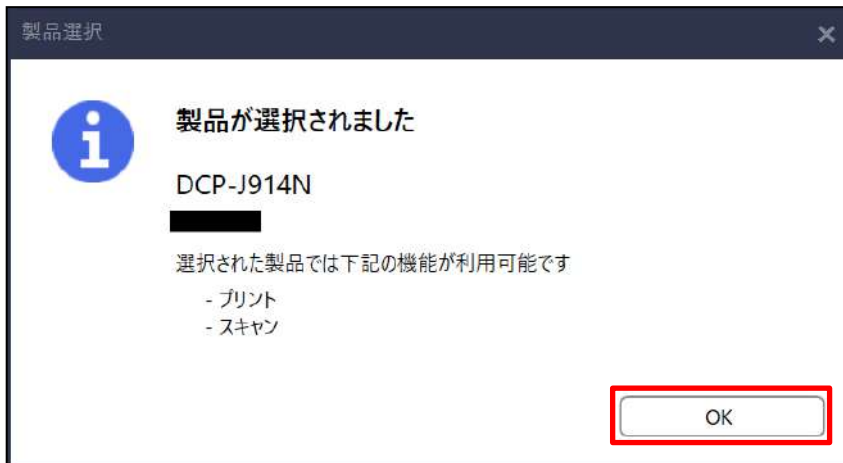 製品選択
製品が選択されました
DCP-J914N
選択された製品では下記の機能が利用可能です
- プリント
- スキャン
OK